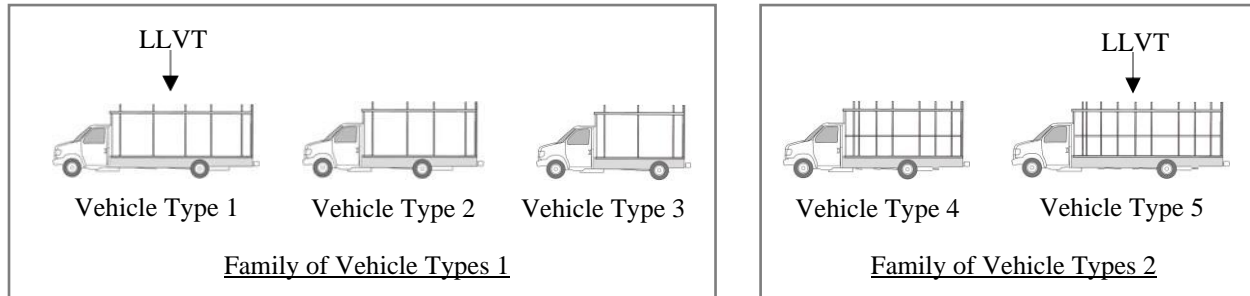 LLVT
Vehicle Type 1
Vehicle Type 2
Vehicle Type 3
Family of Vehicle Types 1
LLVT
Vehicle Type 4
Vehicle Type 5
Family of Vehicle Types 2